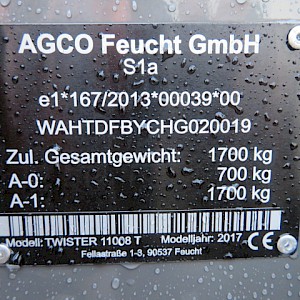 AGCO Feucht GmbH
S1a
e1*167/2013*00039*00
WAHTDFBYCHG020019
Zul. Gesamtgewicht: 1700 kg
A-0: 700 kg
A-1: 1700 kg
Modell: TWISTER 11008 T Modelljahr: 2017 CE
Fellastraße 1-3, 90537 Feucht